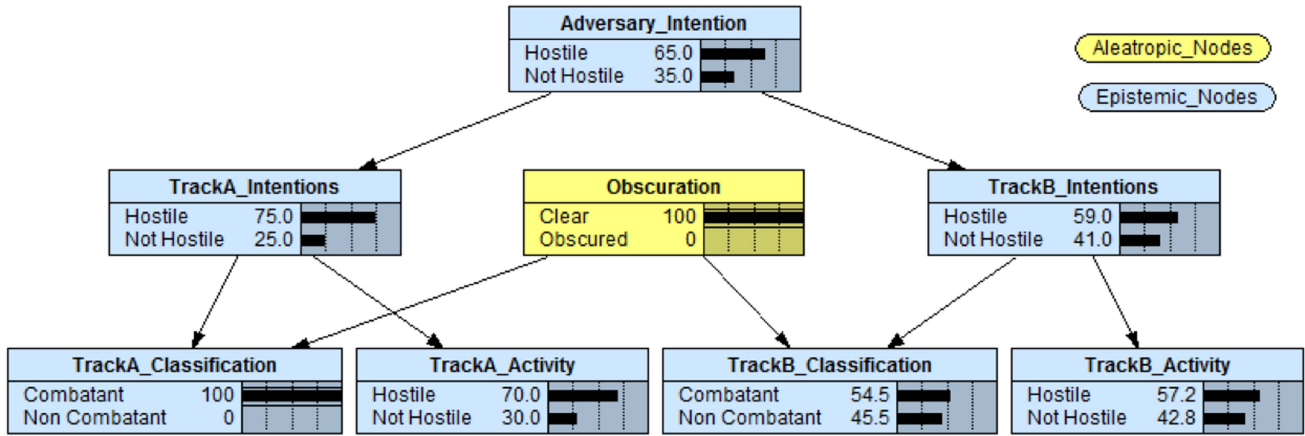 Adversary_Intention
Hostile 65.0
Not Hostile 35.0
Aleatropic_Nodes
Epistemic_Nodes
TrackA_Intentions
Hostile 75.0
Not Hostile 25.0
Obscuration
Clear 100
Obscured 0
TrackB_Intentions
Hostile 59.0
Not Hostile 41.0
TrackA_Classification
Combatant 100
Non Combatant 0
TrackA_Activity
Hostile 70.0
Not Hostile 30.0
TrackB_Classification
Combatant 54.5
Non Combatant 45.5
TrackB_Activity
Hostile 57.2
Not Hostile 42.8